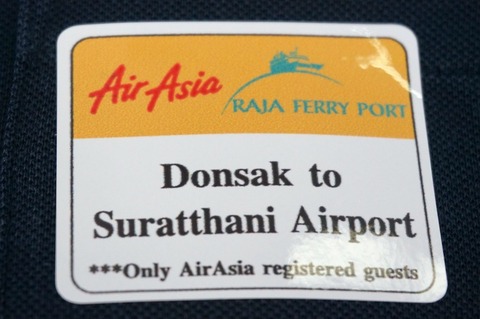 AirAsia
RAJA FERRY PORT
Donsak to
Suratthani Airport
***Only AirAsia registered guests